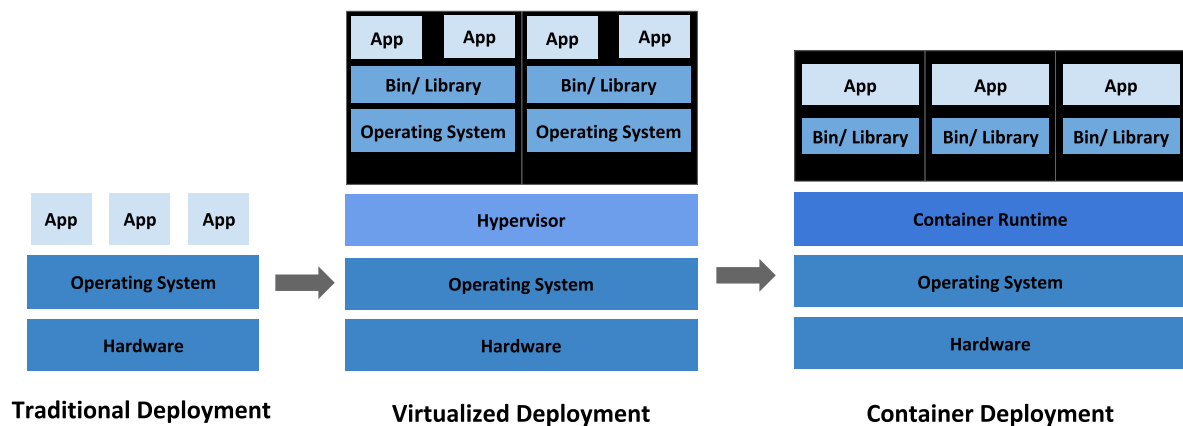 App
App
App
Operating System
Hardware
Traditional Deployment
App
App
App
App
Bin/ Library
Bin/ Library
Operating System
Operating System
Hypervisor
Operating System
Hardware
Virtualized Deployment
App
App
App
Bin/ Library
Bin/ Library
Bin/ Library
Container Runtime
Operating System
Hardware
Container Deployment